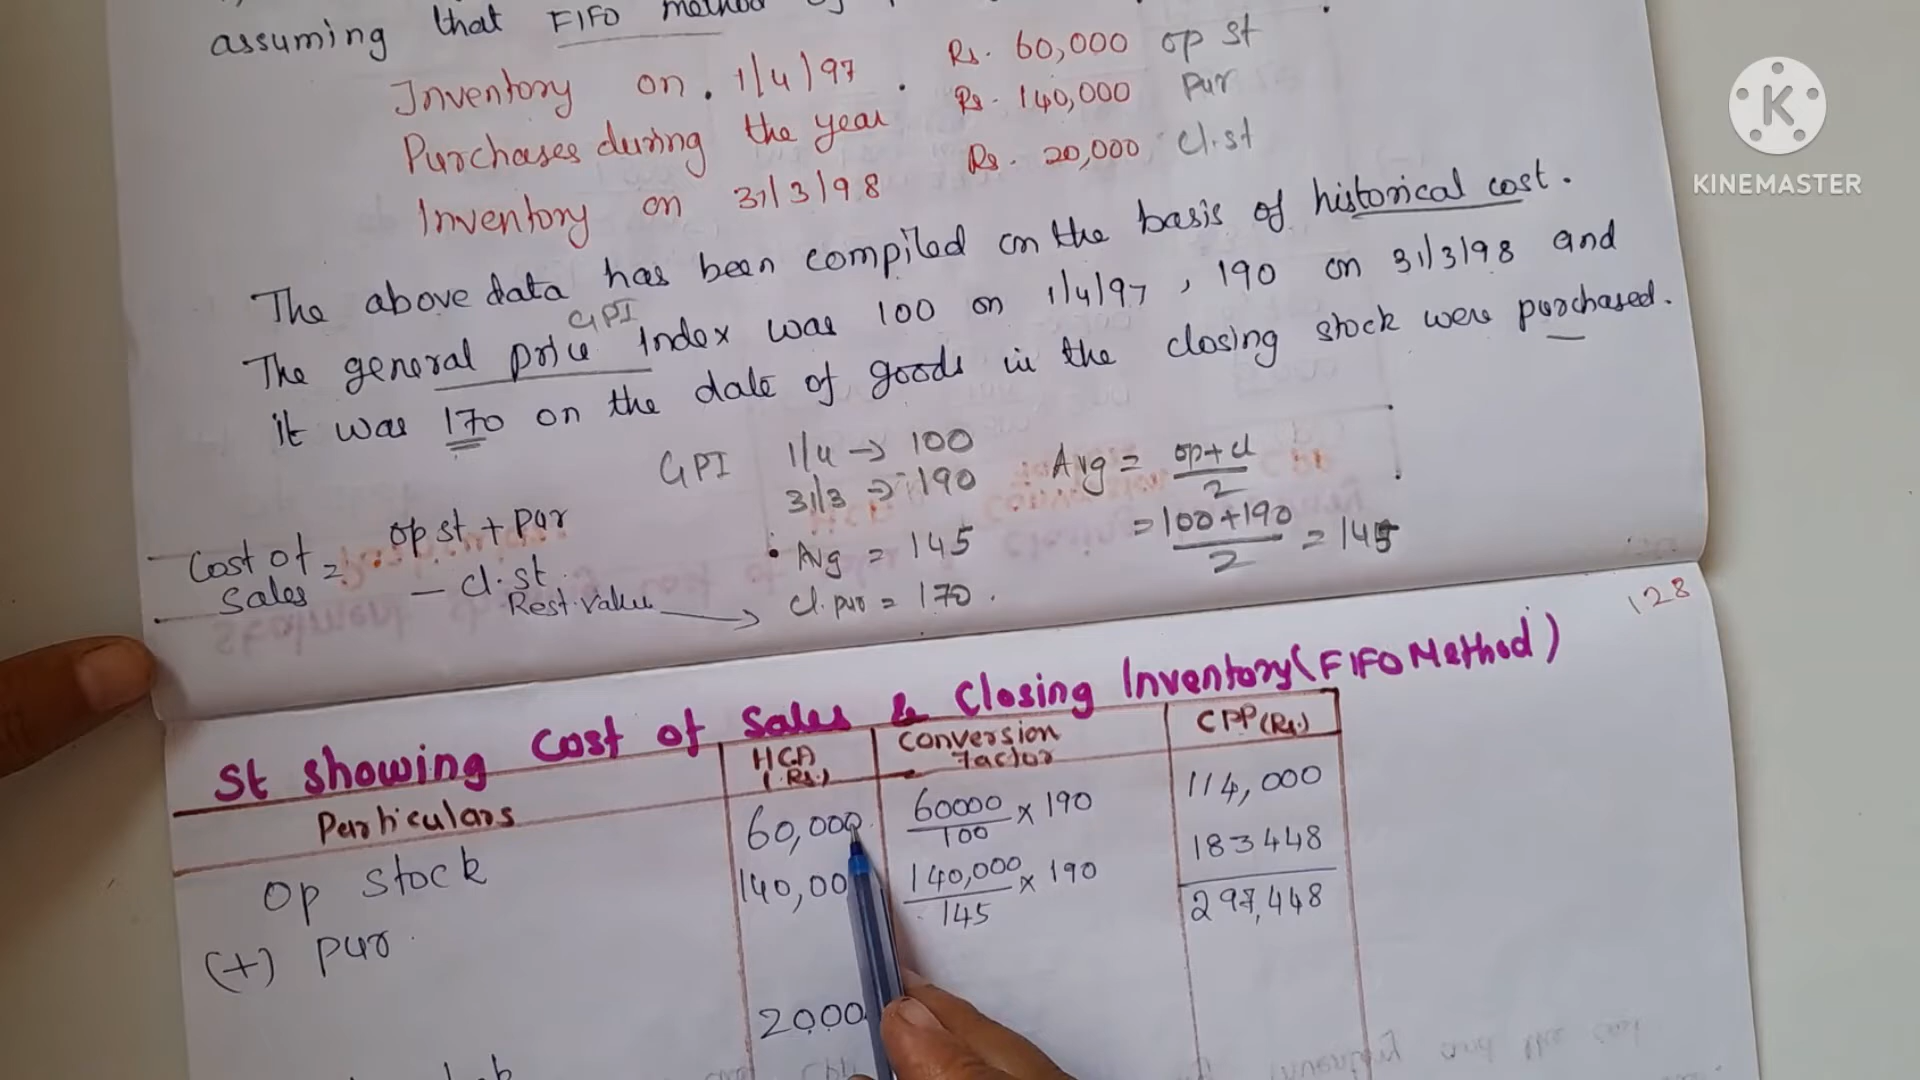 assuming that FIFO method of
Inventory on 1/4/97. Rs. 60,000 op st
Purchases during the year Rs. 140,000 Pur
Inventory on 31/3/98 Rs. 20,000 cl.st
The above data has been compiled on the basis of historical cost.
GPI
The general price Index was 100 on 1/4/97, 190 on 31/3/98 and
it was 170 on the date of goods in the closing stock were purchased.
GPI 1/4 → 100
31/3 → 190
Avg = 145
cl. pur = 170.
Avg = op+cl / 2
= 100+190 / 2 = 145
Cost of Sales = op st + Pur
- cl. st.
Rest. Value →
128
St showing Cost of Sales & Closing Inventory (FIFO Method)
Particulars HCA (Rs.) Conversion Factor CPP (Rs.)
Op stock 60,000 60000/100 × 190 114,000
(+) Pur 140,00 140,000/145 × 190 183448
297,448
2000
KINEMASTER